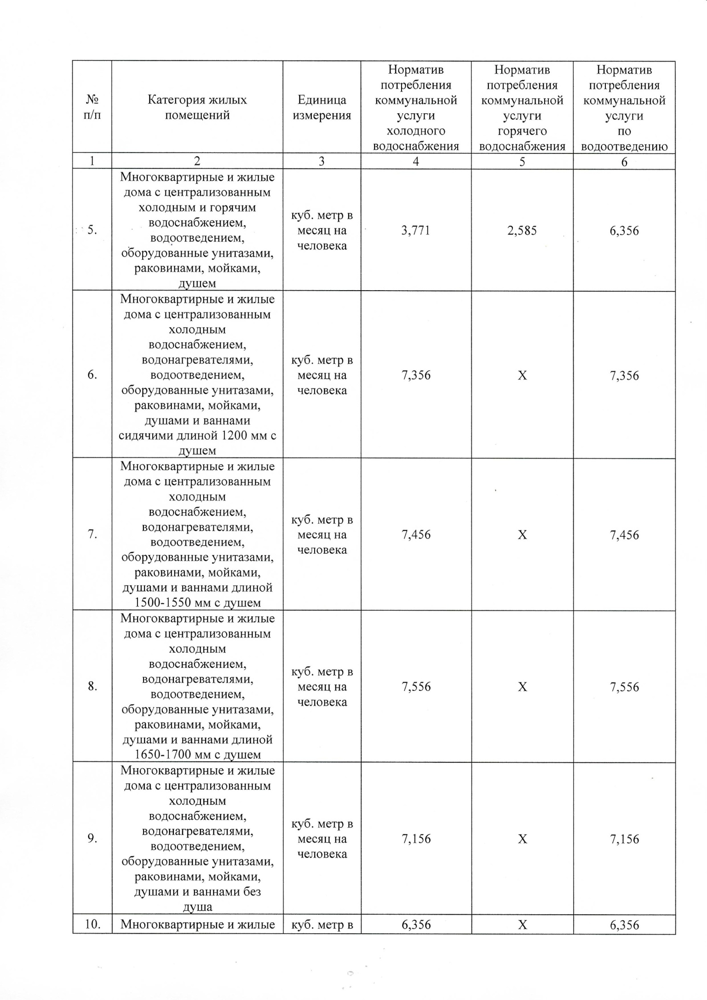 №
п/п
Категория жилых
помещений
Единица
измерения
Норматив
потребления
коммунальной
услуги
холодного
водоснабжения
Норматив
потребления
коммунальной
услуги
горячего
водоснабжения
Норматив
потребления
коммунальной
услуги
по
водоотведению
1
2
3
4
5
6
5.
Многоквартирные и жилые
дома с централизованным
холодным и горячим
водоснабжением,
водоотведением,
оборудованные унитазами,
раковинами, мойками,
душем
куб. метр в
месяц на
человека
3,771
2,585
6,356
6.
Многоквартирные и жилые
дома с централизованным
холодным
водоснабжением,
водонагревателями,
водоотведением,
оборудованные унитазами,
раковинами, мойками,
душами и ваннами
сидячими длиной 1200 мм с
душем
куб. метр в
месяц на
человека
7,356
Х
7,356
7.
Многоквартирные и жилые
дома с централизованным
холодным
водоснабжением,
водонагревателями,
водоотведением,
оборудованные унитазами,
раковинами, мойками,
душами и ваннами длиной
1500-1550 мм с душем
куб. метр в
месяц на
человека
7,456
Х
7,456
8.
Многоквартирные и жилые
дома с централизованным
холодным
водоснабжением,
водонагревателями,
водоотведением,
оборудованные унитазами,
раковинами, мойками,
душами и ваннами длиной
1650-1700 мм с душем
куб. метр в
месяц на
человека
7,556
Х
7,556
9.
Многоквартирные и жилые
дома с централизованным
холодным
водоснабжением,
водонагревателями,
водоотведением,
оборудованные унитазами,
раковинами, мойками,
душами и ваннами без
душа
куб. метр в
месяц на
человека
7,156
Х
7,156
10.
Многоквартирные и жилые
куб. метр в
6,356
Х
6,356